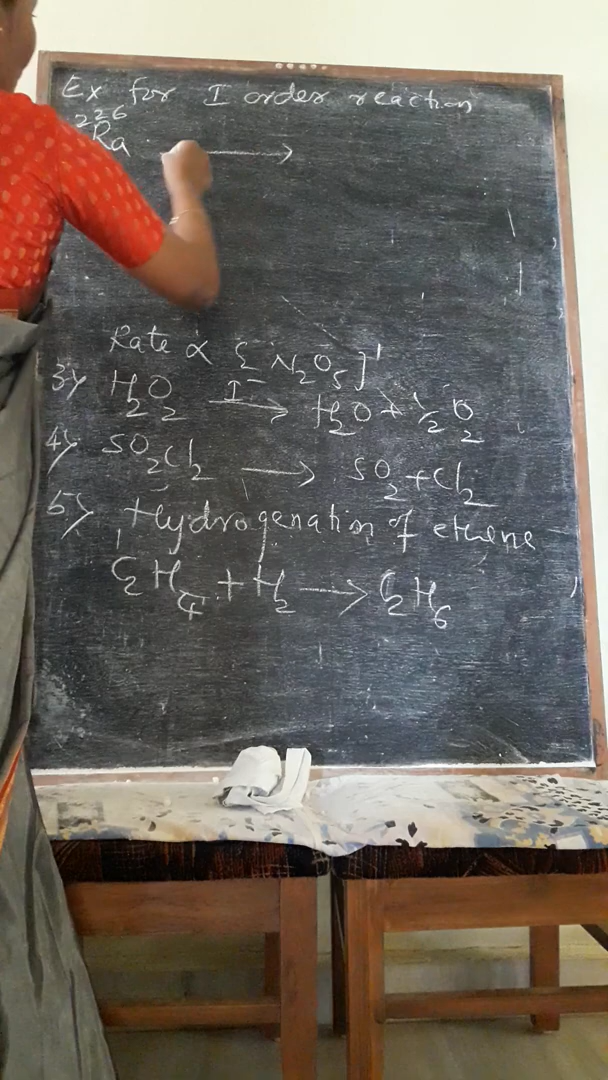 Ex for I order reaction
226
Ra ⟶
Rate ∝ [N₂O₅]¹
3) H₂O₂ —I⁻→ H₂O + ½ O₂
4) SO₂Cl₂ ⟶ SO₂ + Cl₂
5) Hydrogenation of ethene
C₂H₄ + H₂ ⟶ C₂H₆